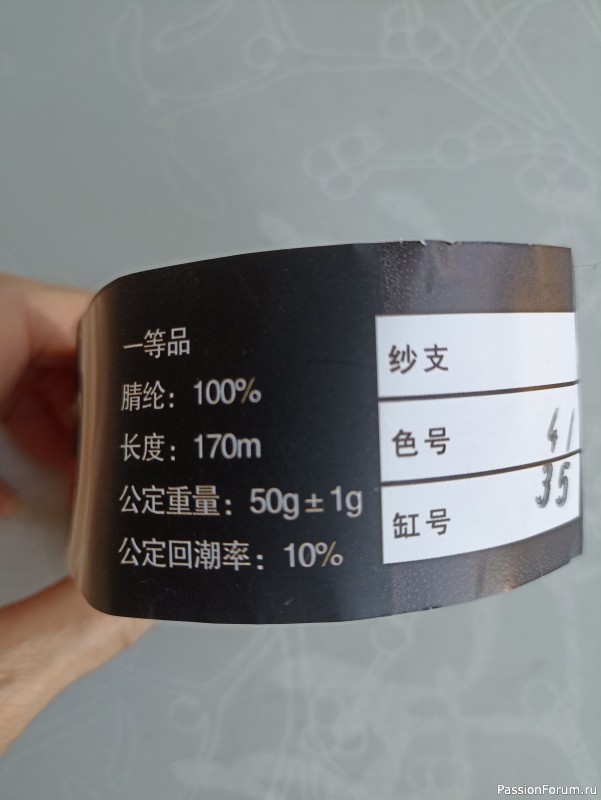 一等品
腈纶：100%
长度：170m
公定重量：50g±1g
公定回潮率：10%
纱支
色号 41
35
缸号
PassionForum.ru